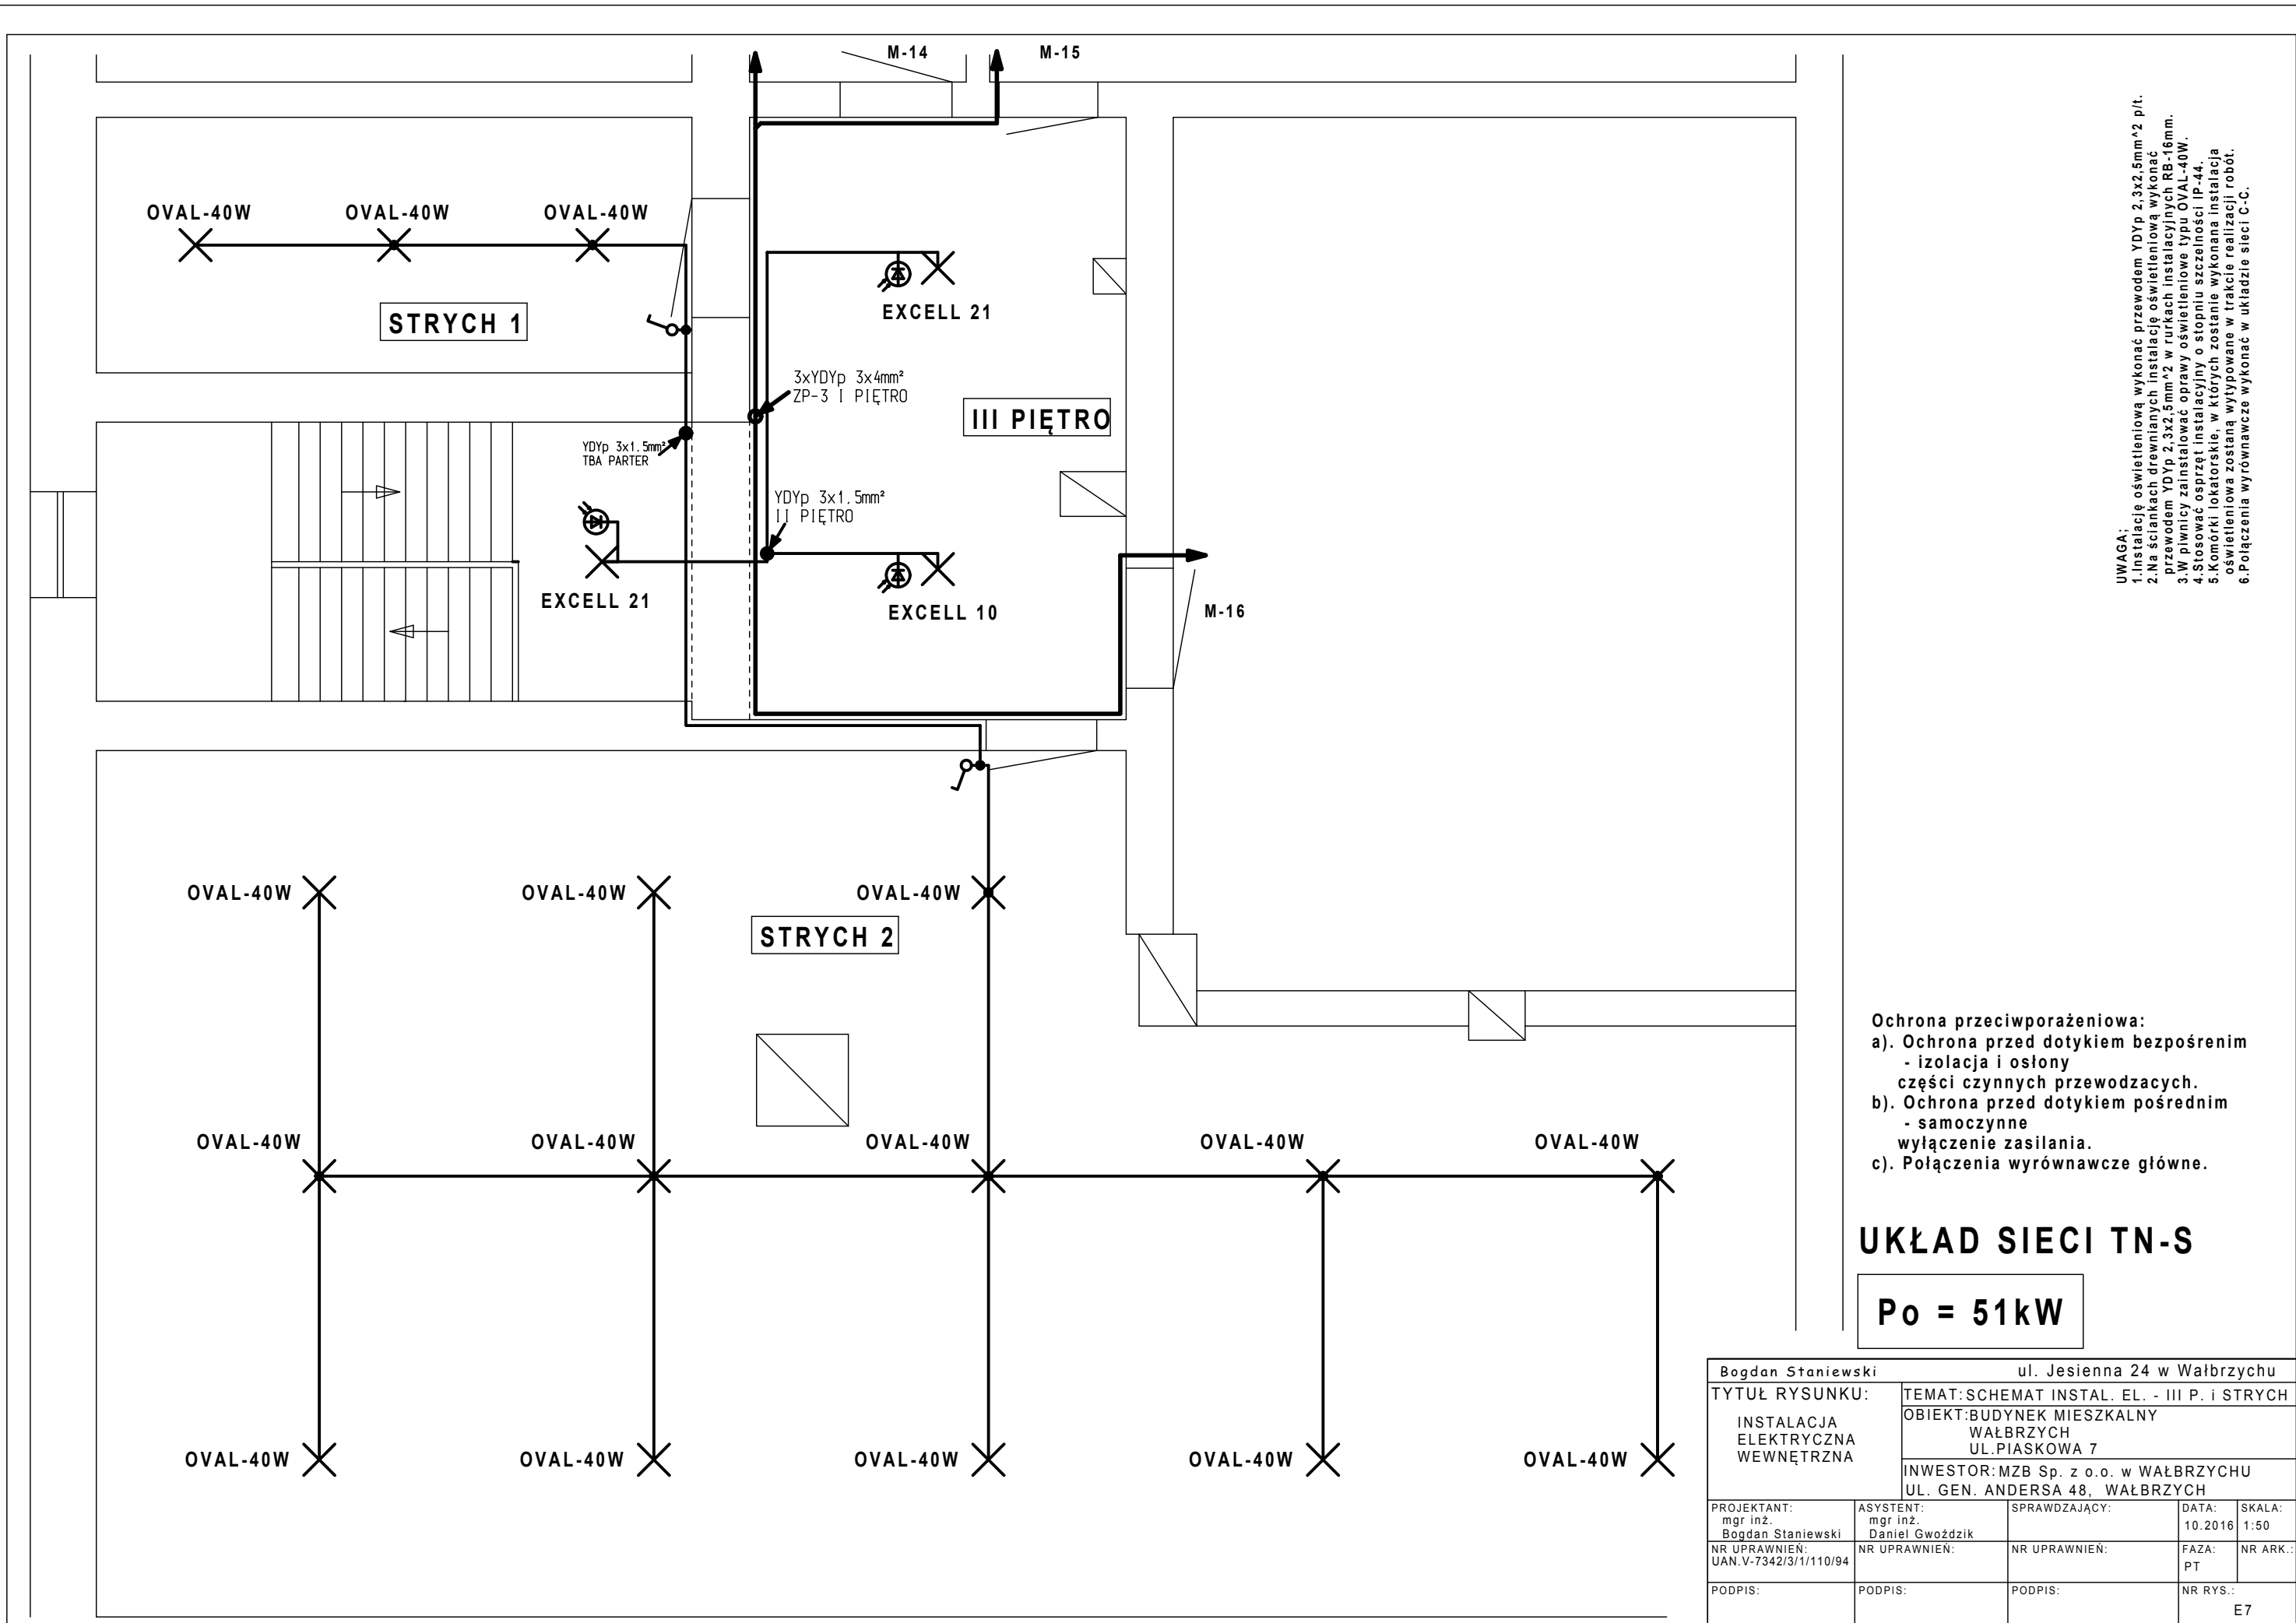 M-14
M-15
OVAL-40W
OVAL-40W
OVAL-40W
STRYCH 1
EXCELL 21
3xYDYp 3x4mm²
ZP-3 I PIĘTRO
III PIĘTRO
YDYp 3x1.5mm²
TBA PARTER
YDYp 3x1.5mm²
II PIĘTRO
EXCELL 21
EXCELL 10
M-16
UWAGA;
1.Instalację oświetleniową wykonać przewodem YDYp 2,3x2,5mm^2 p/t.
2.Na ściankach drewnianych instalację oświetleniową wykonać
przewodem YDYp 2,3x2,5mm^2 w rurkach instalacyjnych RB-16mm.
3.W piwnicy zainstalować oprawy oświetleniowe typu OVAL-40W.
4.Stosować osprzęt instalacyjny o stopniu szczelności IP-44.
5.Komórki lokatorskie, w których zostanie wykonana instalacja
oświetleniowa zostaną wytypowane w trakcie realizacji robót.
6.Połączenia wyrównawcze wykonać w układzie sieci C-C.
OVAL-40W
OVAL-40W
OVAL-40W
STRYCH 2
OVAL-40W
OVAL-40W
OVAL-40W
OVAL-40W
OVAL-40W
OVAL-40W
OVAL-40W
OVAL-40W
OVAL-40W
OVAL-40W
Ochrona przeciwporażeniowa:
a). Ochrona przed dotykiem bezpośrenim
- izolacja i osłony
części czynnych przewodzacych.
b). Ochrona przed dotykiem pośrednim
- samoczynne
wyłączenie zasilania.
c). Połączenia wyrównawcze główne.
UKŁAD SIECI TN-S
Po = 51kW
Bogdan Staniewski
ul. Jesienna 24 w Wałbrzychu
TYTUŁ RYSUNKU:
INSTALACJA
ELEKTRYCZNA
WEWNĘTRZNA
TEMAT: SCHEMAT INSTAL. EL. - III P. i STRYCH
OBIEKT: BUDYNEK MIESZKALNY
WAŁBRZYCH
UL.PIASKOWA 7
INWESTOR: MZB Sp. z o.o. w WAŁBRZYCHU
UL. GEN. ANDERSA 48, WAŁBRZYCH
PROJEKTANT:
mgr inż.
Bogdan Staniewski
ASYSTENT:
mgr inż.
Daniel Gwoździk
SPRAWDZAJĄCY:
DATA:
10.2016
SKALA:
1:50
NR UPRAWNIEŃ:
UAN.V-7342/3/1/110/94
NR UPRAWNIEŃ:
NR UPRAWNIEŃ:
FAZA:
PT
NR ARK.:
PODPIS:
PODPIS:
PODPIS:
NR RYS.:
E7